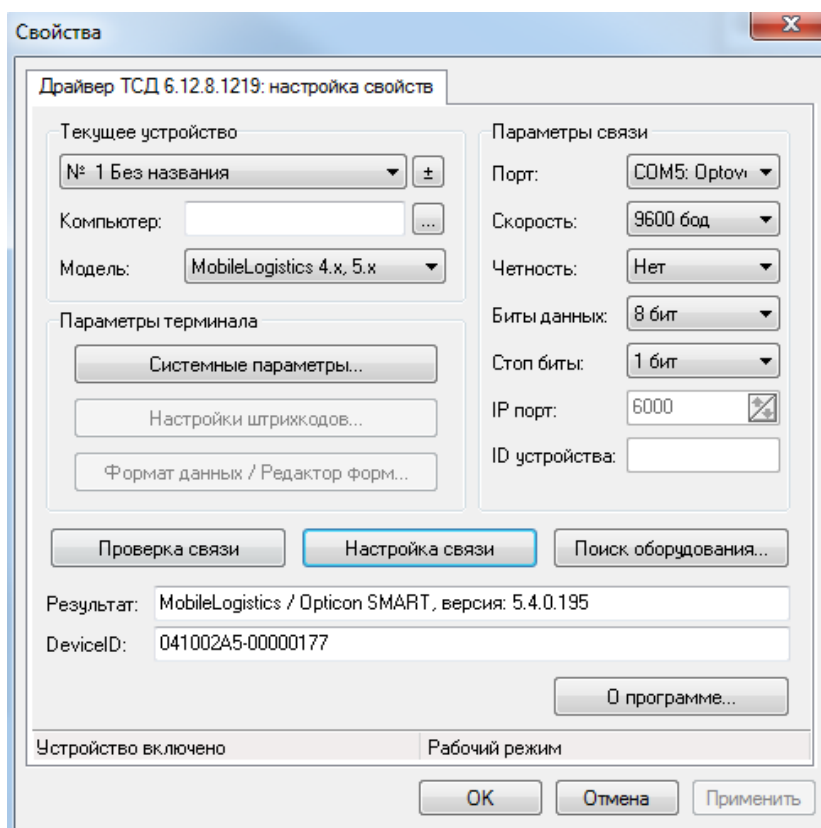 Свойства
Драйвер ТСД 6.12.8.1219: настройка свойств
Текущее устройство
№ 1 Без названия
±
Компьютер:
...
Модель:
MobileLogistics 4.x, 5.x
Параметры терминала
Системные параметры...
Настройки штрихкодов...
Формат данных / Редактор форм...
Параметры связи
Порт:
COM5: Optovi
Скорость:
9600 бод
Четность:
Нет
Биты данных:
8 бит
Стоп биты:
1 бит
IP порт:
6000
ID устройства:
Проверка связи
Настройка связи
Поиск оборудования...
Результат:
MobileLogistics / Opticon SMART, версия: 5.4.0.195
DeviceID:
041002A5-00000177
О программе...
Устройство включено
Рабочий режим
OK
Отмена
Применить